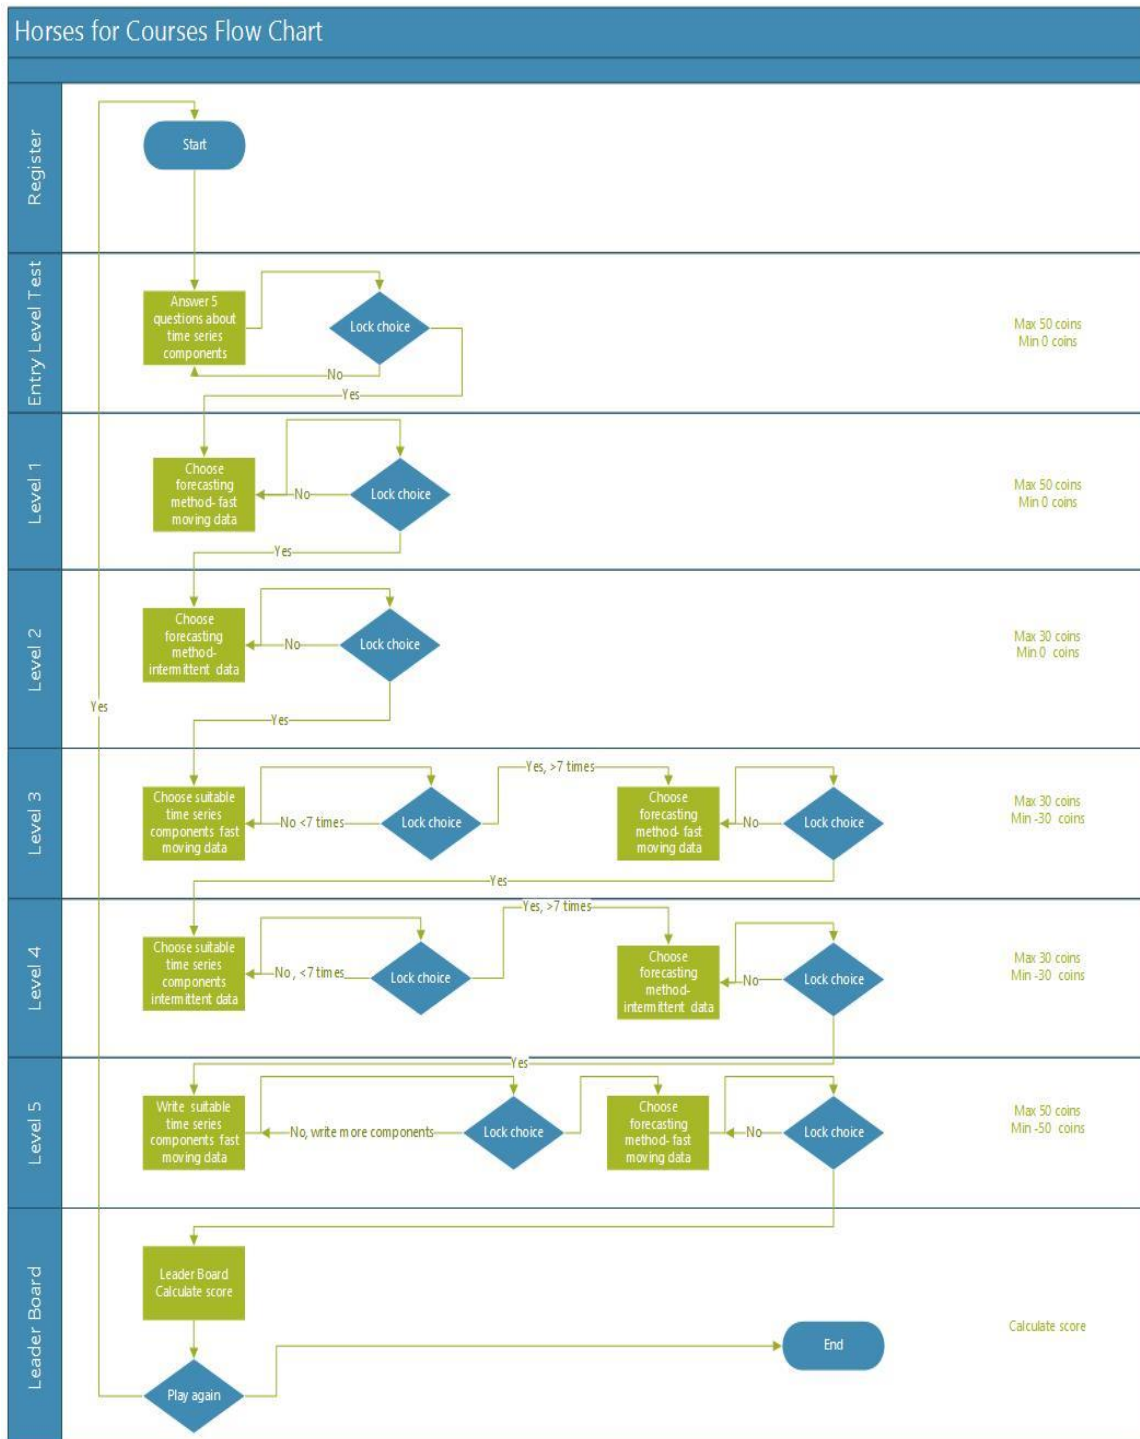 Horses for Courses Flow Chart
Register
Start
Entry Level Test
Answer 5
questions about
time series
components
Lock choice
No
Yes
Max 50 coins
Min 0 coins
Level 1
Choose
forecasting
method- fast
moving data
No
Lock choice
Yes
Max 50 coins
Min 0 coins
Level 2
Choose
forecasting
method-
intermittent data
No
Lock choice
Yes
Yes
Max 30 coins
Min 0 coins
Level 3
Choose suitable
time series
components fast
moving data
No <7 times
Lock choice
Yes, >7 times
Choose
forecasting
method- fast
moving data
No
Lock choice
Yes
Max 30 coins
Min -30 coins
Level 4
Choose suitable
time series
components
intermittent data
No , <7 times
Lock choice
Yes, >7 times
Choose
forecasting
method-
intermittent data
No
Lock choice
Yes
Max 30 coins
Min -30 coins
Level 5
Write suitable
time series
components fast
moving data
No, write more components
Lock choice
Choose
forecasting
method- fast
moving data
No
Lock choice
Max 50 coins
Min -50 coins
Leader Board
Leader Board
Calculate score
Play again
End
Calculate score